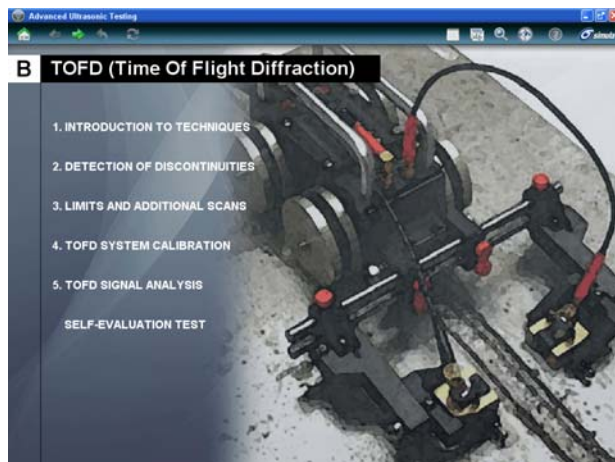 Advanced Ultrasonic Testing
B TOFD (Time Of Flight Diffraction)
1. INTRODUCTION TO TECHNIQUES
2. DETECTION OF DISCONTINUITIES
3. LIMITS AND ADDITIONAL SCANS
4. TOFD SYSTEM CALIBRATION
5. TOFD SIGNAL ANALYSIS
SELF-EVALUATION TEST